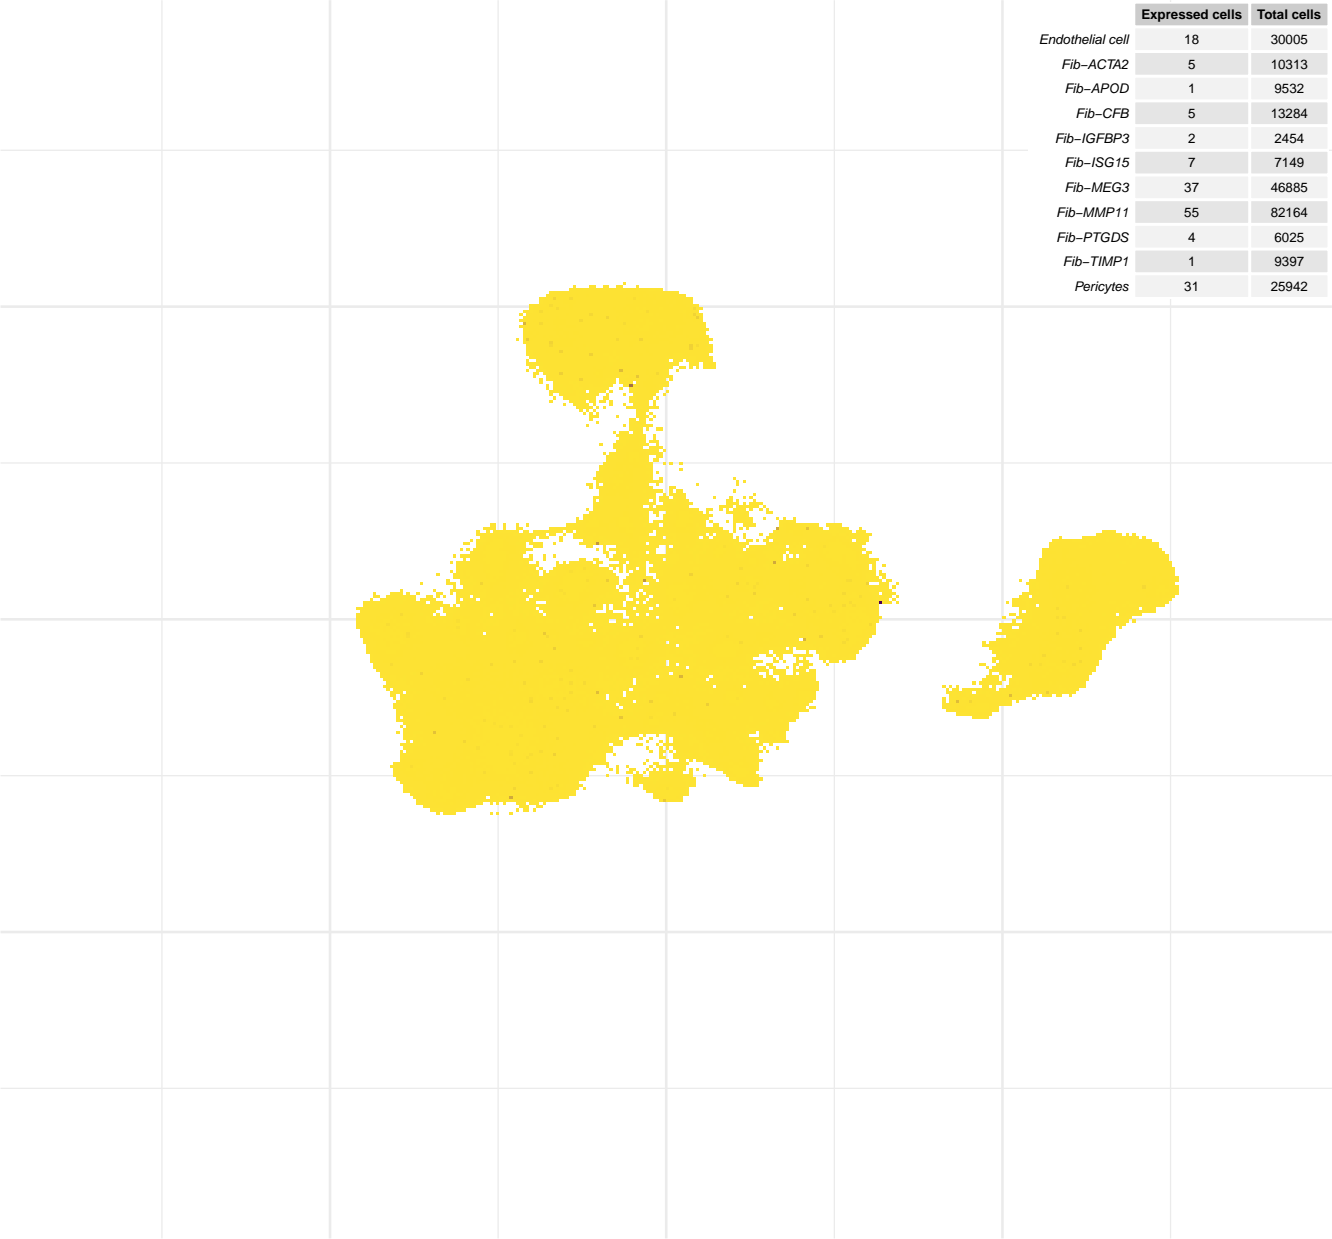 Expressed cells Total cells
Endothelial cell 18 30005
Fib−ACTA2 5 10313
Fib−APOD 1 9532
Fib−CFB 5 13284
Fib−IGFBP3 2 2454
Fib−ISG15 7 7149
Fib−MEG3 37 46885
Fib−MMP11 55 82164
Fib−PTGDS 4 6025
Fib−TIMP1 1 9397
Pericytes 31 25942